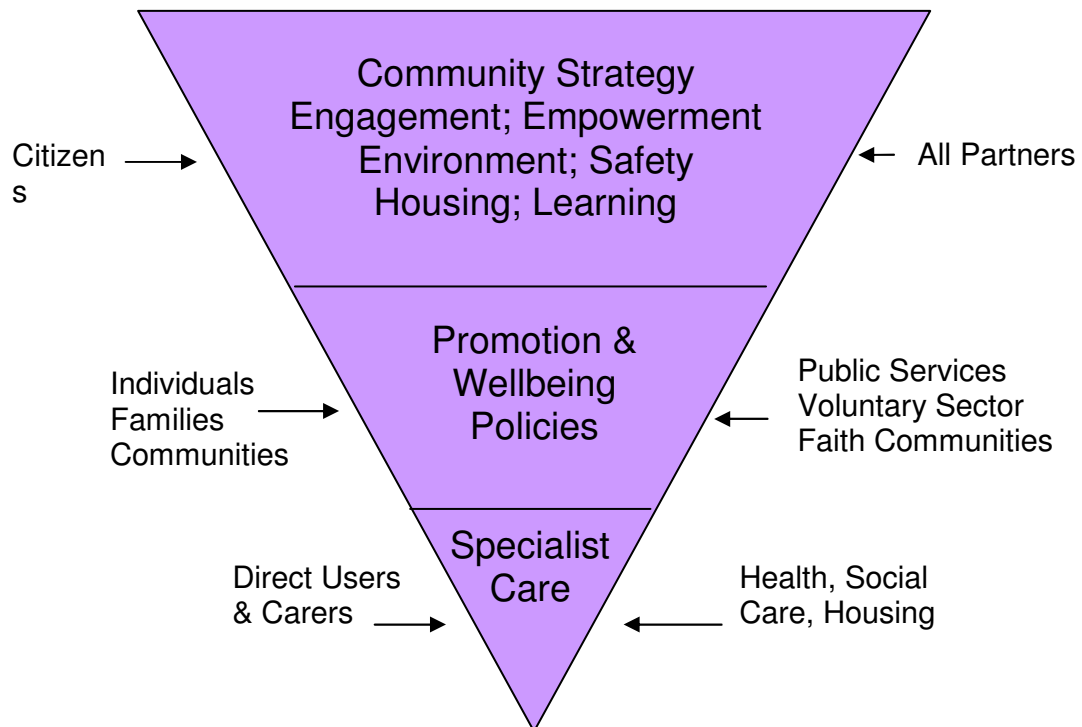 Community Strategy
Engagement; Empowerment
Environment; Safety
Housing; Learning
Citizen
s
All Partners
Promotion &
Wellbeing
Policies
Individuals
Families
Communities
Public Services
Voluntary Sector
Faith Communities
Specialist
Care
Direct Users
& Carers
Health, Social
Care, Housing